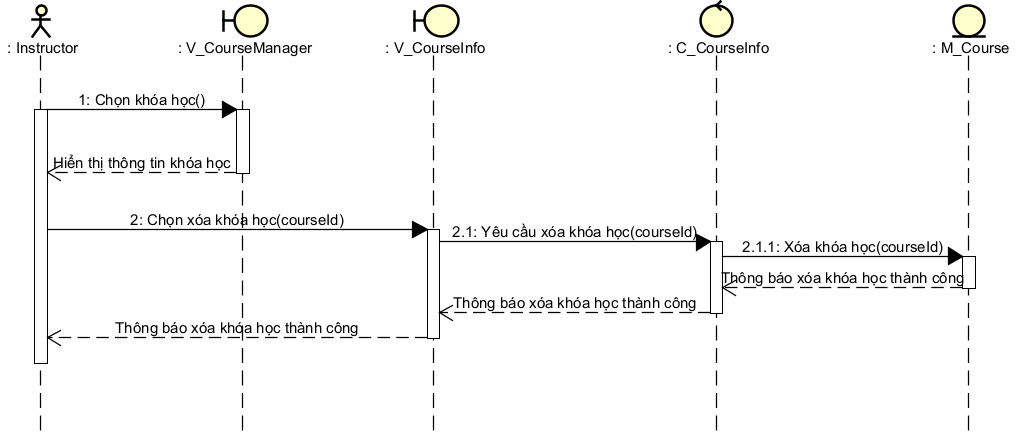 : Instructor
: V_CourseManager
: V_CourseInfo
: C_CourseInfo
: M_Course
1: Chọn khóa học()
Hiển thị thông tin khóa học
2: Chọn xóa khóa học(courseId)
2.1: Yêu cầu xóa khóa học(courseId)
2.1.1: Xóa khóa học(courseId)
Thông báo xóa khóa học thành công
Thông báo xóa khóa học thành công
Thông báo xóa khóa học thành công